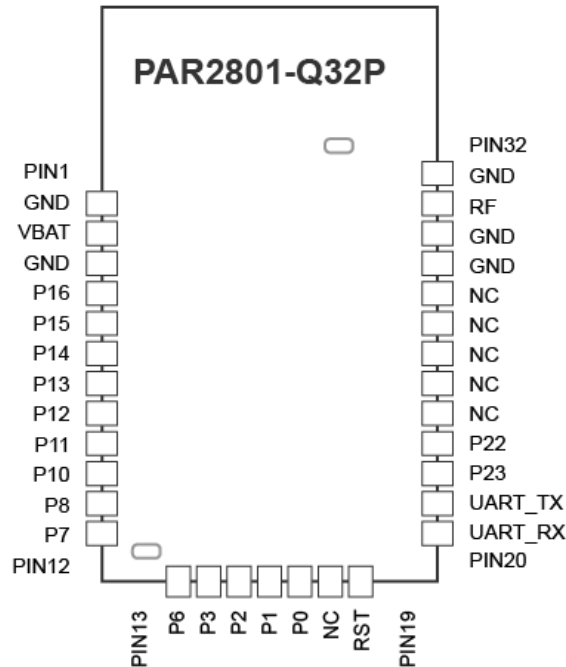 PAR2801-Q32P
PIN1
GND
VBAT
GND
P16
P15
P14
P13
P12
P11
P10
P8
P7
PIN12
PIN13
P6
P3
P2
P1
P0
NC
RST
PIN19
PIN32
GND
RF
GND
GND
NC
NC
NC
NC
NC
P22
P23
UART_TX
UART_RX
PIN20